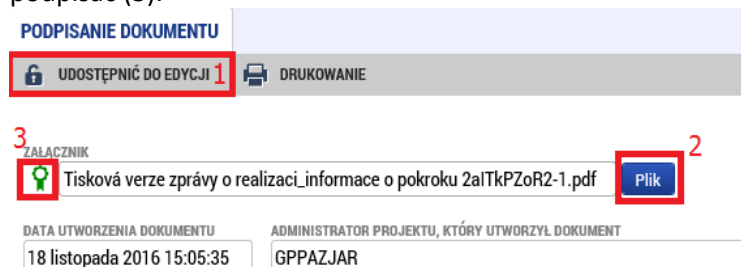 podpisać (3).
PODPISANIE DOKUMENTU
UDOSTĘPNIĆ DO EDYCJI 1 DRUKOWANIE
3 2
ZAŁĄCZNIK
Tisková verze zprávy o realizaci_informace o pokroku 2aITkPZoR2-1.pdf Plik
DATA UTWORZENIA DOKUMENTU ADMINISTRATOR PROJEKTU, KTÓRY UTWORZYŁ DOKUMENT
18 listopada 2016 15:05:35 GPPAZJAR